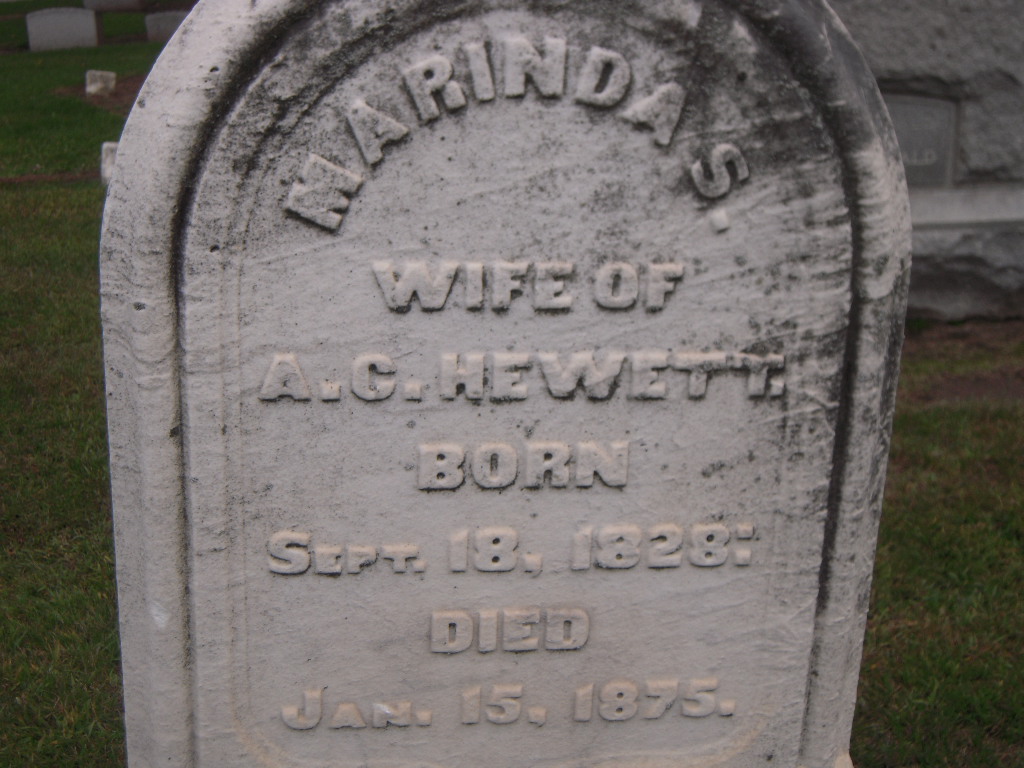 MARINDA S.
WIFE OF
A. C. HEWETT.
BORN
SEPT. 18, 1828:
DIED
JAN. 15, 1875.